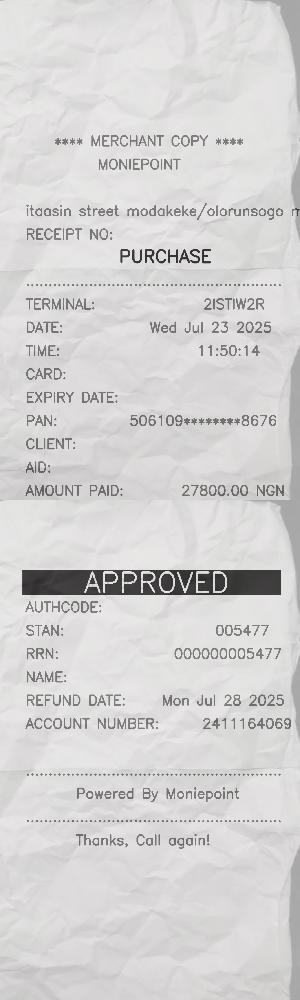 **** MERCHANT COPY ****
MONIEPOINT
itaasin street modakeke/olorunsogo
RECEIPT NO:
PURCHASE
TERMINAL: 2ISTIW2R
DATE: Wed Jul 23 2025
TIME: 11:50:14
CARD:
EXPIRY DATE:
PAN: 506109********8676
CLIENT:
AID:
AMOUNT PAID: 27800.00 NGN
APPROVED
AUTHCODE:
STAN: 005477
RRN: 000000005477
NAME:
REFUND DATE: Mon Jul 28 2025
ACCOUNT NUMBER: 2411164069
Powered By Moniepoint
Thanks, Call again!